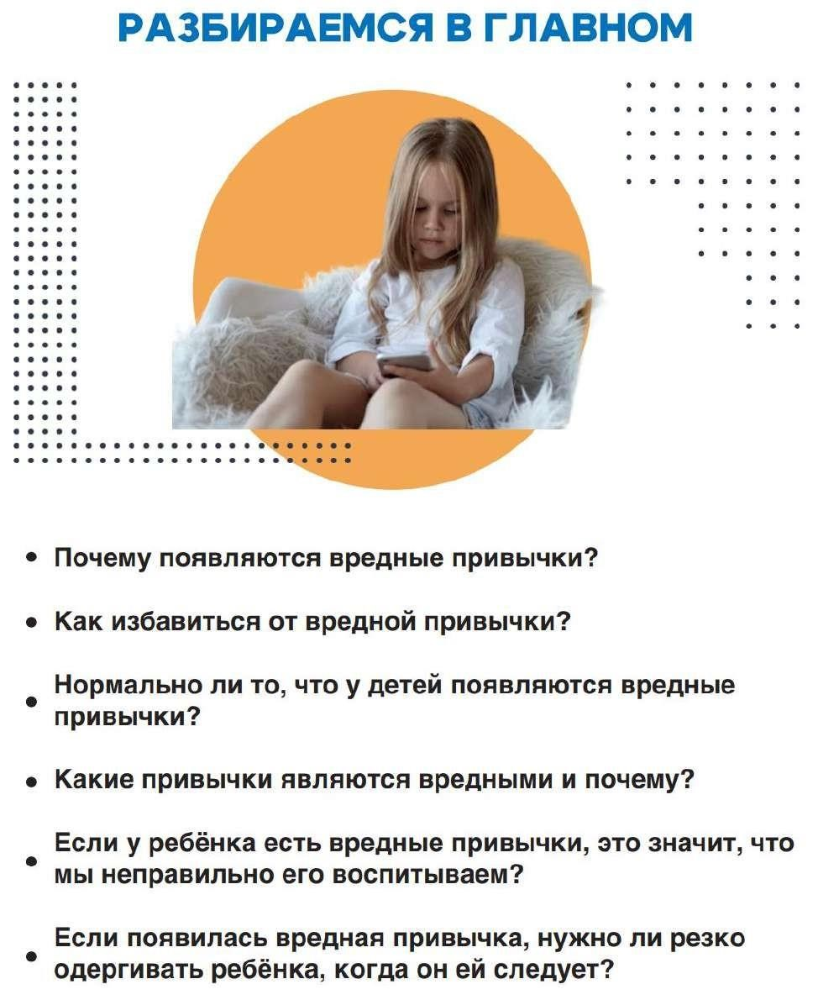 РАЗБИРАЕМСЯ В ГЛАВНОМ
• Почему появляются вредные привычки?
• Как избавиться от вредной привычки?
• Нормально ли то, что у детей появляются вредные
привычки?
• Какие привычки являются вредными и почему?
• Если у ребёнка есть вредные привычки, это значит, что
мы неправильно его воспитываем?
• Если появилась вредная привычка, нужно ли резко
одергивать ребёнка, когда он ей следует?